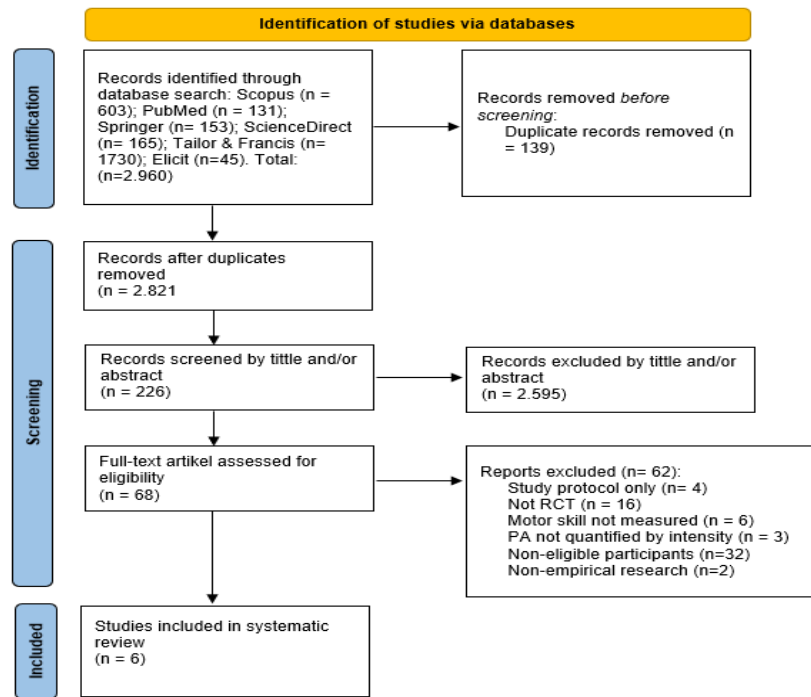 Identification of studies via databases
Identification
Records identified through
database search: Scopus (n =
603); PubMed (n = 131);
Springer (n= 153); ScienceDirect
(n= 165); Tailor & Francis (n=
1730); Elicit (n=45). Total:
(n=2.960)
Records removed before
screening:
Duplicate records removed (n
= 139)
Screening
Records after duplicates
removed
(n = 2.821
Records screened by tittle and/or
abstract
(n = 226)
Records excluded by tittle and/or
abstract
(n = 2.595)
Full-text artikel assessed for
eligibility
(n = 68)
Reports excluded (n= 62):
Study protocol only (n= 4)
Not RCT (n = 16)
Motor skill not measured (n = 6)
PA not quantified by intensity (n = 3)
Non-eligible participants (n=32)
Non-empirical research (n=2)
Included
Studies included in systematic
review
(n = 6)